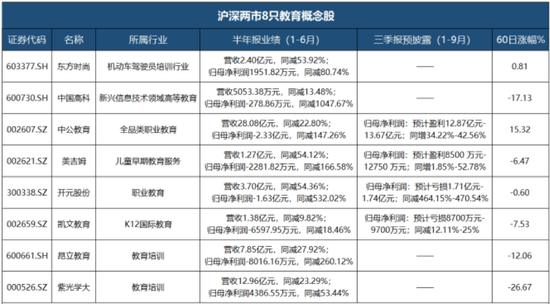 沪深两市8只教育概念股
证券代码 名称 所属行业 半年报业绩（1-6月） 三季报预披露（1-9月） 60日涨幅%
603377.SH 东方时尚 机动车驾驶员培训行业 营收2.40亿元，同减53.92%； —— 0.81
归母净利润1951.82万元，同减80.74%
600730.SH 中国高科 新兴信息技术领域高等教育 营收5053.38万元，同减13.48%； —— -17.13
归母净利润-278.86万元，同减1047.67%
002607.SZ 中公教育 全品类职业教育 营收28.08亿元，同减22.80%； 归母净利润：预计盈利12.87亿元- 15.32
归母净利润-2.33亿元，同减147.26% 13.67亿元；同增34.22%-42.56%
002621.SZ 美吉姆 儿童早期教育服务 营收1.27亿元，同减54.12%； 归母净利润：预计盈利8500 万元- -6.47
归母净利润-2281.82万元，同减166.58% 12750 万元；同增1.85%-52.78%
300338.SZ 开元股份 职业教育 营收3.70亿元，同减54.36%； 归母净利润：预计亏损1.71亿元- -0.60
归母净利润-1.63亿元，同减532.02% 1.74亿元；同减464.15%-470.54%
002659.SZ 凯文教育 K12国际教育 营收1.38亿元，同减9.82%； 归母净利润：预计亏损8700万元- -7.53
归母净利润-6597.95万元，同减18.46% 9700万元；同减12.11%-25%
600661.SH 昂立教育 教育培训 营收7.85亿元，同减27.92%； —— -12.06
归母净利润-8016.16万元，同减260.12%
000526.SZ 紫光学大 教育培训 营收12.96亿元，同减23.29%； —— -26.67
归母净利润4386.55万元，同减53.44%